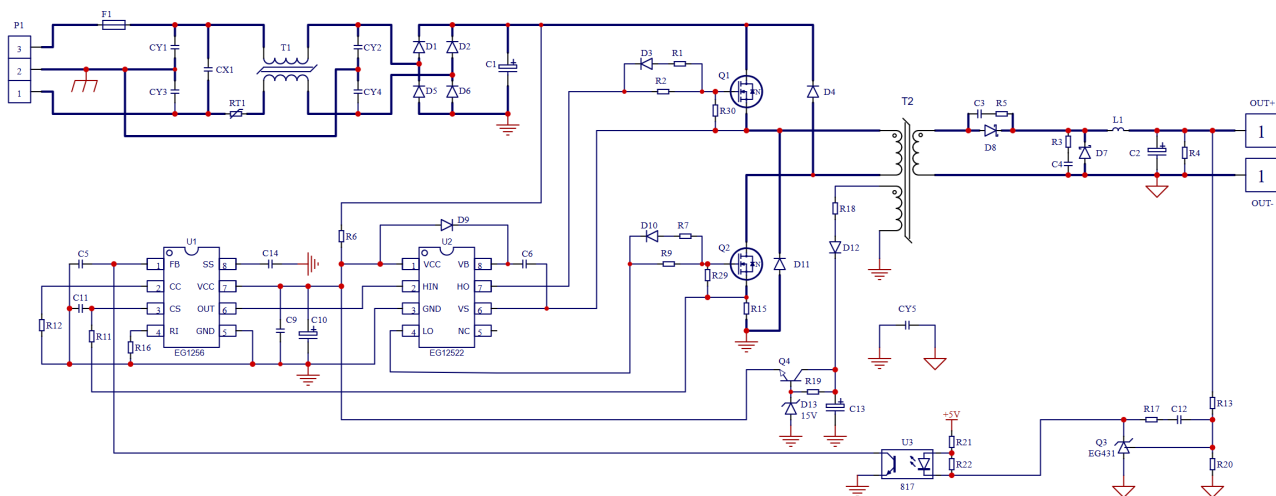 P1
F1
3
2
1
CY1
CY3
CX1
RT1
T1
CY2
CY4
D1
D2
D5
D6
C1
+
D3
R1
R2
Q1
N
R30
D4
T2
C3
R5
D8
R3
C4
D7
L1
C2
+
R4
OUT+
1
1
OUT-
R18
D12
D10
R7
R9
Q2
N
R29
R15
D11
R6
D9
C6
U1
1 FB SS 8
2 CC VCC 7
3 CS OUT 6
4 RI GND 5
EG1256
C5
C11
C14
R12
R11
R16
C9
C10
+
U2
1 VCC VB 8
2 HIN HO 7
3 GND VS 6
4 LO NC 5
EG12522
CY5
Q4
R19
D13
15V
C13
+
U3
817
+5V
R21
R22
R17
C12
Q3
EG431
R13
R20